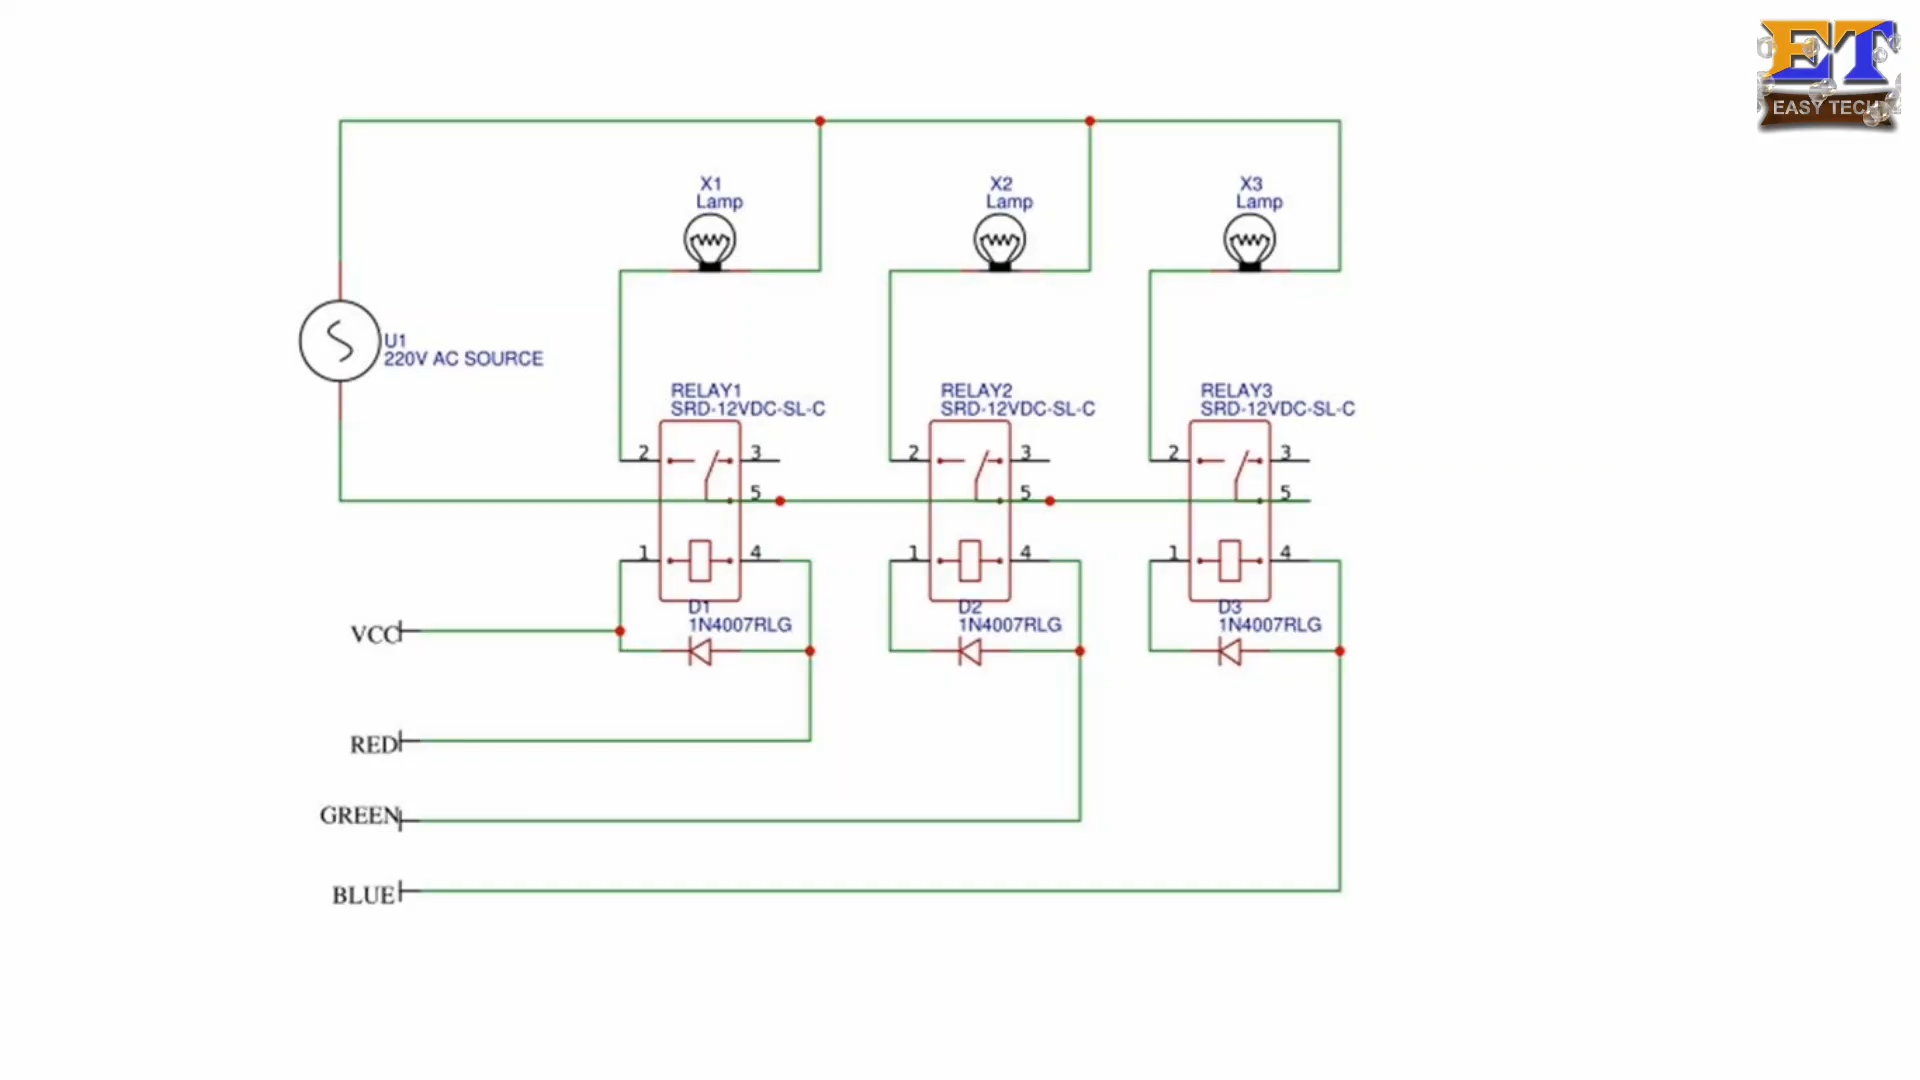 ET
EASY TECH
X1
Lamp
X2
Lamp
X3
Lamp
U1
220V AC SOURCE
RELAY1
SRD-12VDC-SL-C
RELAY2
SRD-12VDC-SL-C
RELAY3
SRD-12VDC-SL-C
2 3
5
1 4
2 3
5
1 4
2 3
5
1 4
D1
1N4007RLG
D2
1N4007RLG
D3
1N4007RLG
VCC
RED
GREEN
BLUE